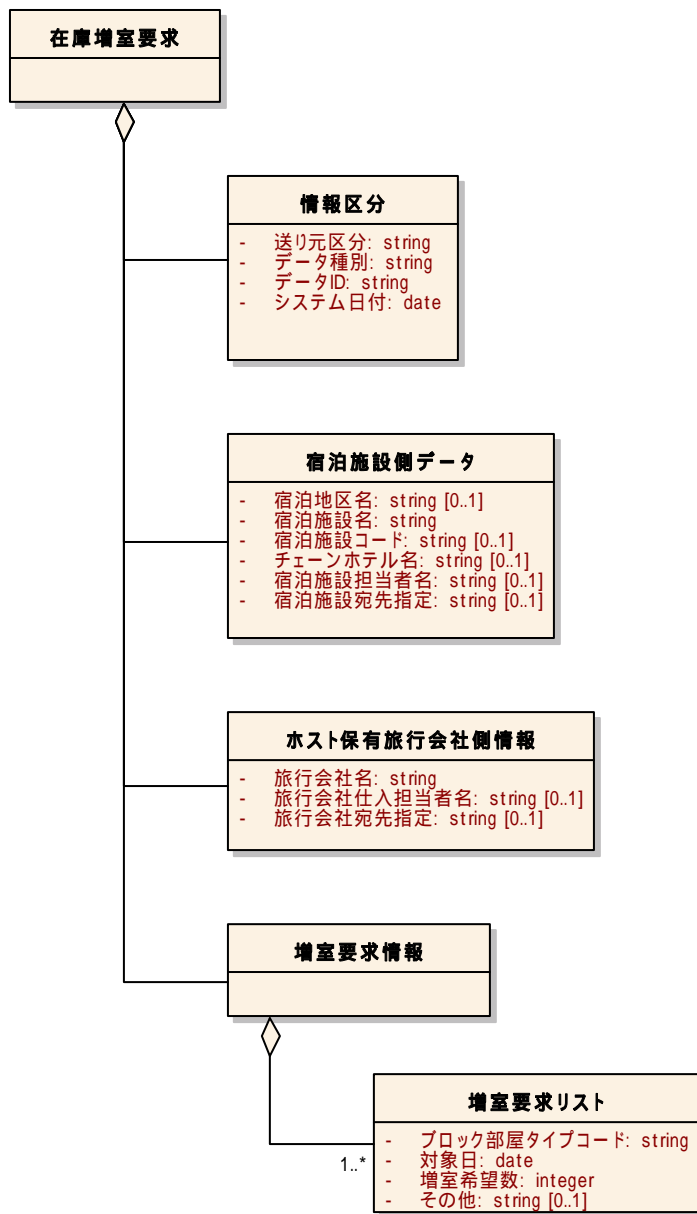 在庫増室要求
情報区分
- 送り元区分: string
- データ種別: string
- データID: string
- システム日付: date
宿泊施設側データ
- 宿泊地区名: string [0..1]
- 宿泊施設名: string
- 宿泊施設コード: string [0..1]
- チェーンホテル名: string [0..1]
- 宿泊施設担当者名: string [0..1]
- 宿泊施設宛先指定: string [0..1]
ホスト保有旅行会社側情報
- 旅行会社名: string
- 旅行会社仕入担当者名: string [0..1]
- 旅行会社宛先指定: string [0..1]
増室要求情報
増室要求リスト
- ブロック部屋タイプコード: string
- 対象日: date
- 増室希望数: integer
- その他: string [0..1]
1..*